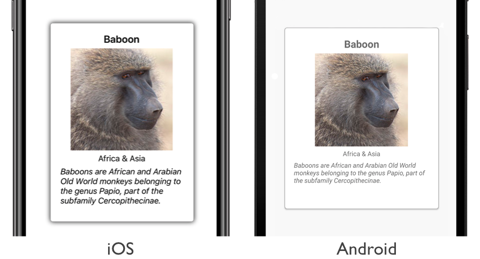 Baboon
Africa & Asia
Baboons are African and Arabian
Old World monkeys belonging to
the genus Papio, part of the
subfamily Cercopithecinae.
iOS
Baboon
Africa & Asia
Baboons are African and Arabian Old World
monkeys belonging to the genus Papio, part of
the subfamily Cercopithecinae.
Android